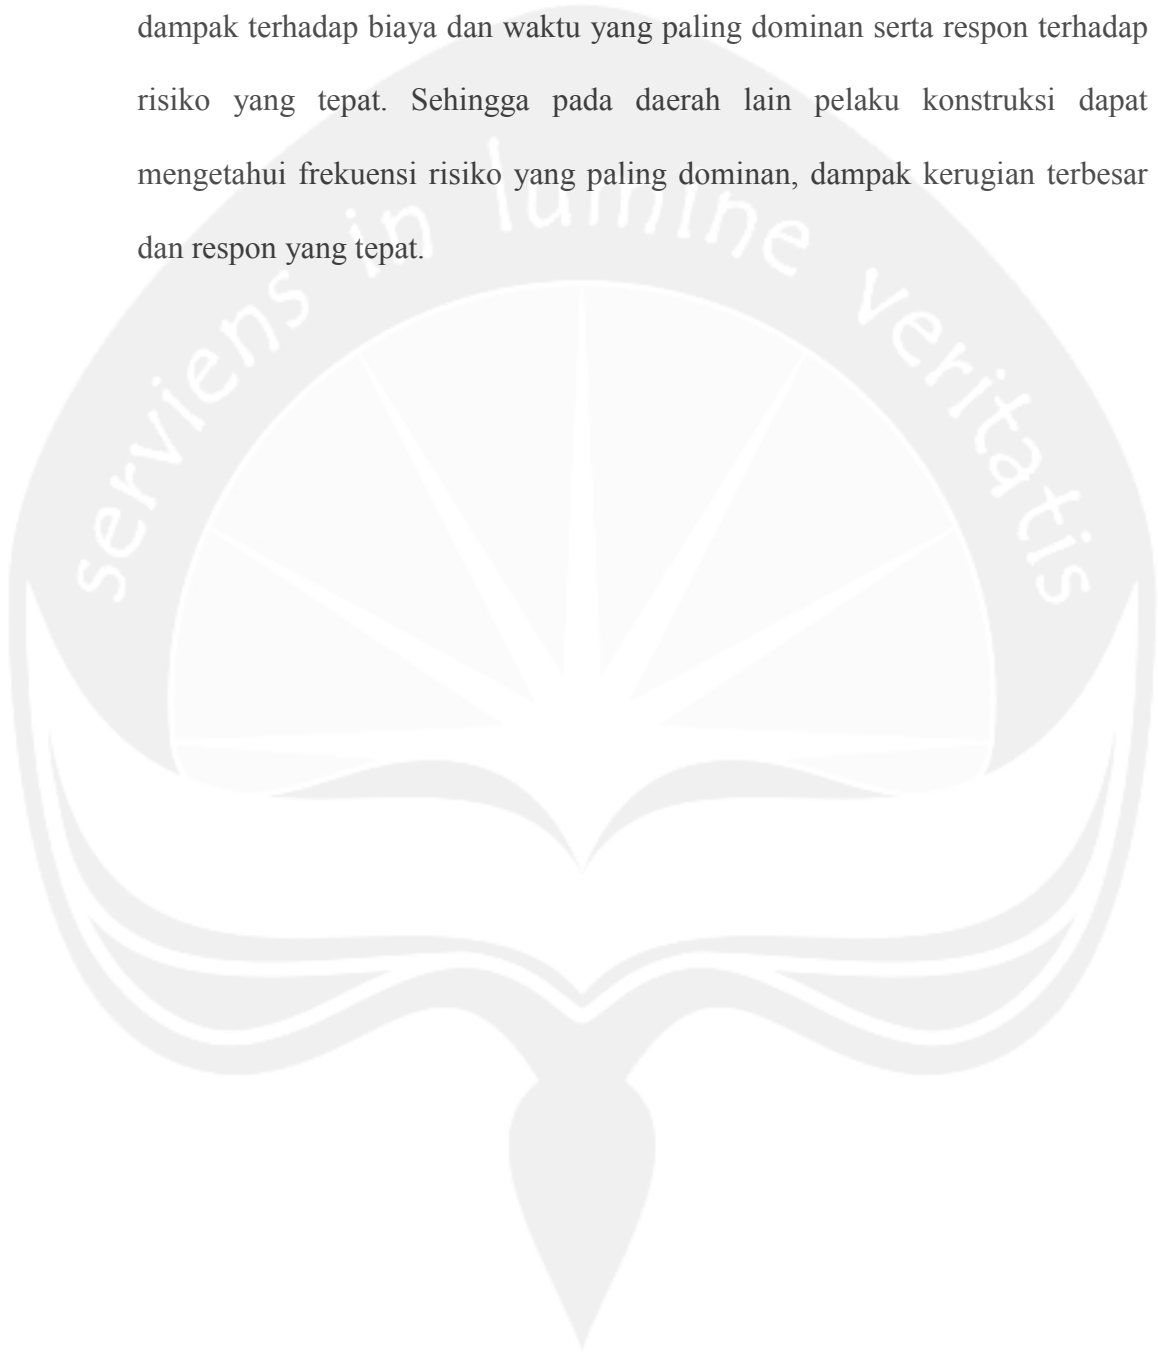 dampak terhadap biaya dan waktu yang paling dominan serta respon terhadap
risiko yang tepat. Sehingga pada daerah lain pelaku konstruksi dapat
mengetahui frekuensi risiko yang paling dominan, dampak kerugian terbesar
dan respon yang tepat.
serviens in lumine veritatis